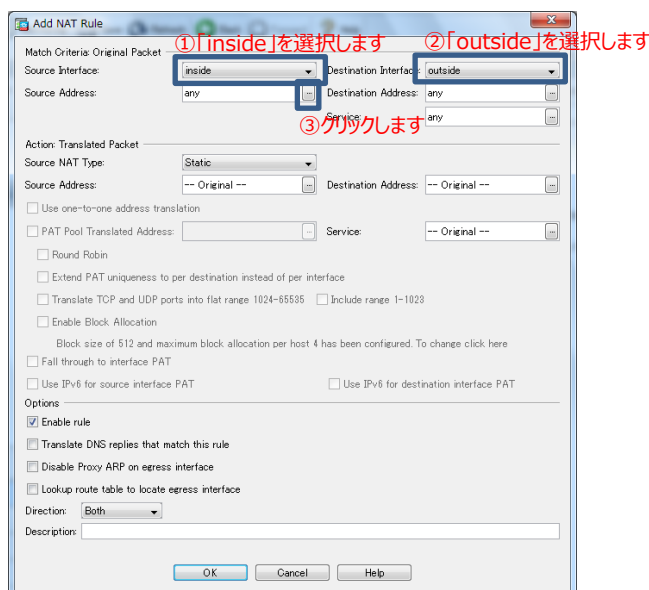 Add NAT Rule
①「inside」を選択します
②「outside」を選択します
Match Criteria: Original Packet
Source Interface: inside Destination Interface: outside
Source Address: any Destination Address: any
③クリックします
Service: any
Action: Translated Packet
Source NAT Type: Static
Source Address: -- Original -- Destination Address: -- Original --
Use one-to-one address translation
PAT Pool Translated Address: Service: -- Original --
Round Robin
Extend PAT uniqueness to per destination instead of per interface
Translate TCP and UDP ports into flat range 1024-65535 Include range 1-1023
Enable Block Allocation
Block size of 512 and maximum block allocation per host 4 has been configured. To change click here
Fall through to interface PAT
Use IPv6 for source interface PAT Use IPv6 for destination interface PAT
Options
Enable rule
Translate DNS replies that match this rule
Disable Proxy ARP on egress interface
Lookup route table to locate egress interface
Direction: Both
Description:
OK Cancel Help